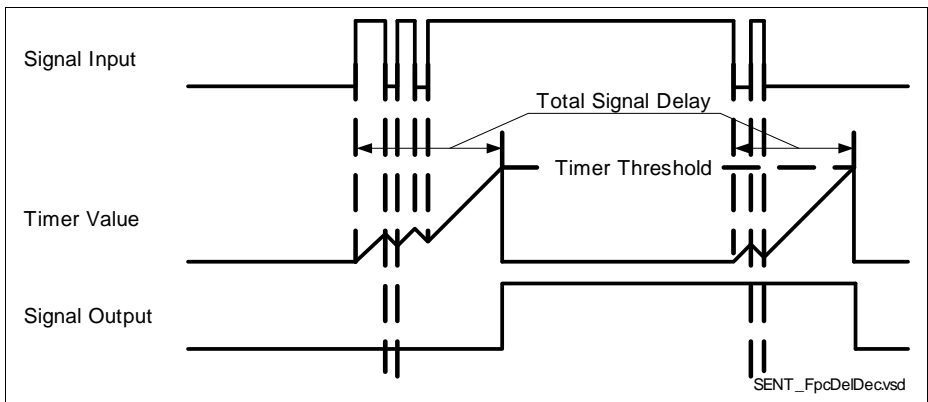 Signal Input
Total Signal Delay
Timer Threshold
Timer Value
Signal Output
SENT_FpcDelDec.vsd